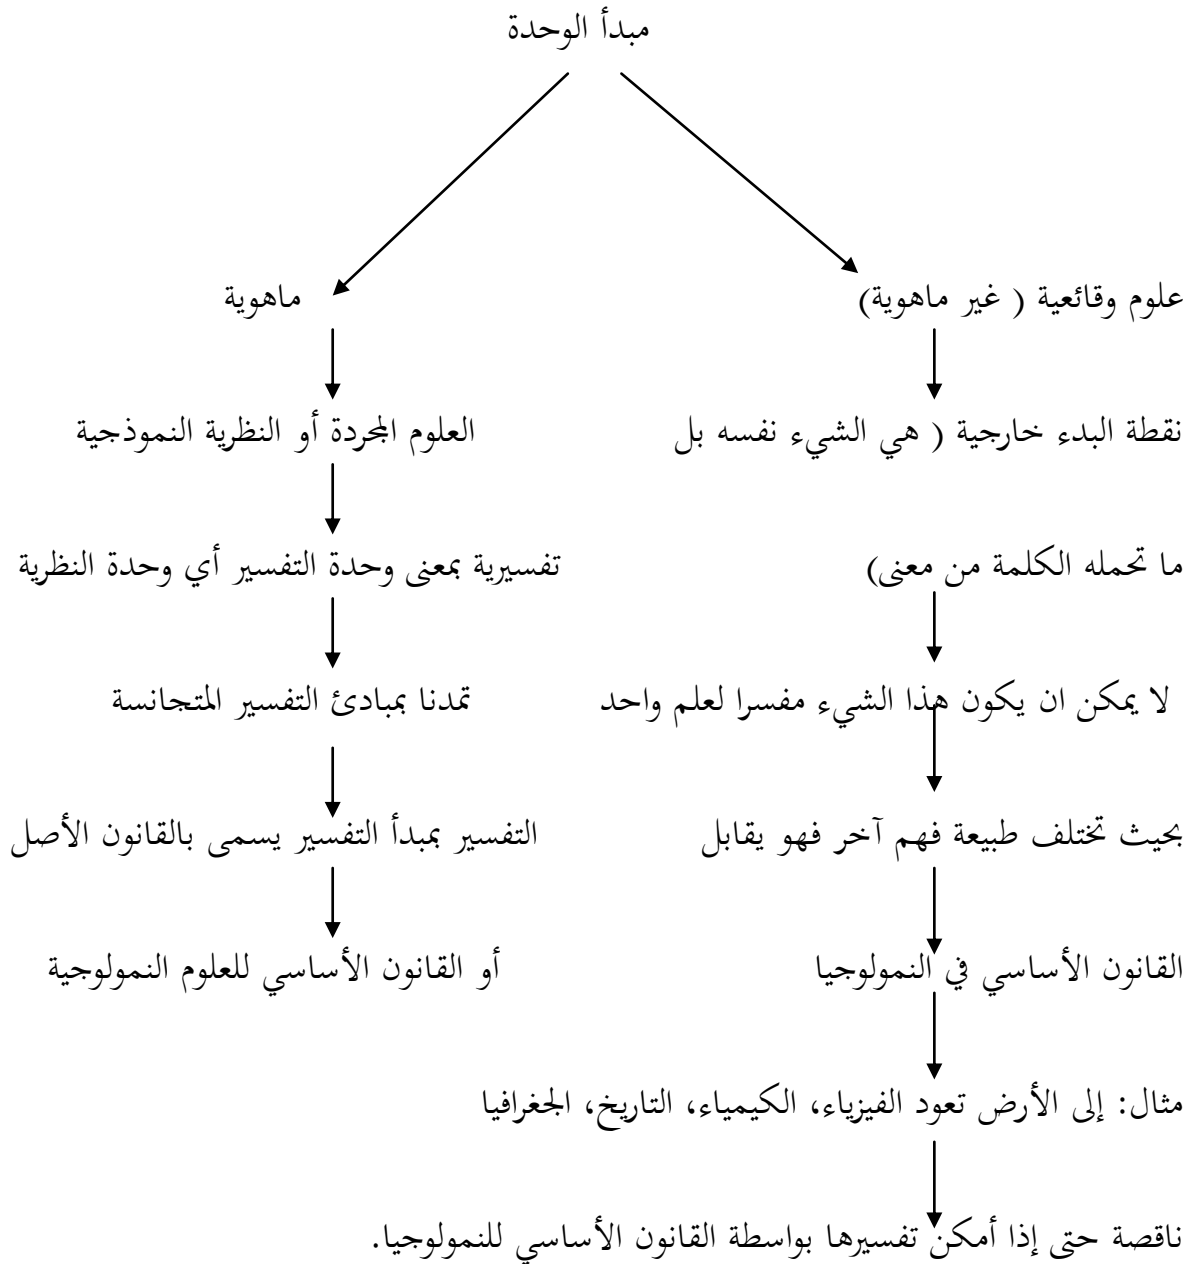 مبدأ الوحدة
علوم وقائعية ( غير ماهوية)
ماهوية
نقطة البدء خارجية ( هي الشيء نفسه بل
العلوم المجردة أو النظرية النموذجية
ما تحمله الكلمة من معنى)
تفسيرية بمعنى وحدة التفسير أي وحدة النظرية
لا يمكن ان يكون هذا الشيء مفسرا لعلم واحد
تمدنا بمبادئ التفسير المتجانسة
بحيث تختلف طبيعة فهم آخر فهو يقابل
التفسير بمبدأ التفسير يسمى بالقانون الأصل
القانون الأساسي في النمولوجيا
أو القانون الأساسي للعلوم النمولوجية
مثال: إلى الأرض تعود الفيزياء، الكيمياء، التاريخ، الجغرافيا
ناقصة حتى إذا أمكن تفسيرها بواسطة القانون الأساسي للنمولوجيا.